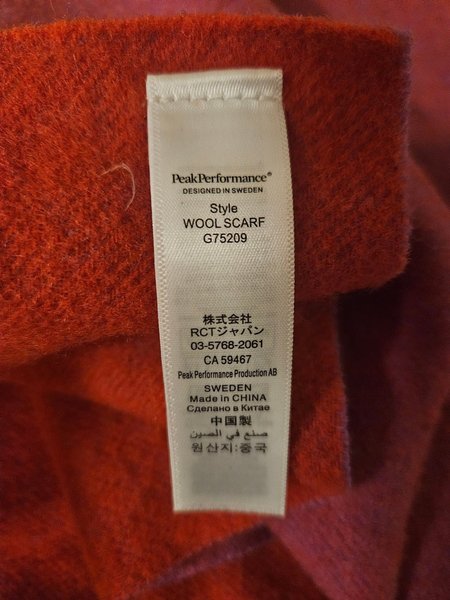 PeakPerformance®
DESIGNED IN SWEDEN
Style
WOOL SCARF
G75209
株式会社
RCTジャパン
03-5768-2061
CA 59467
Peak Performance Production AB
SWEDEN
Made in CHINA
Сделано в Китае
中国製
صنع في الصين
원산지:중국